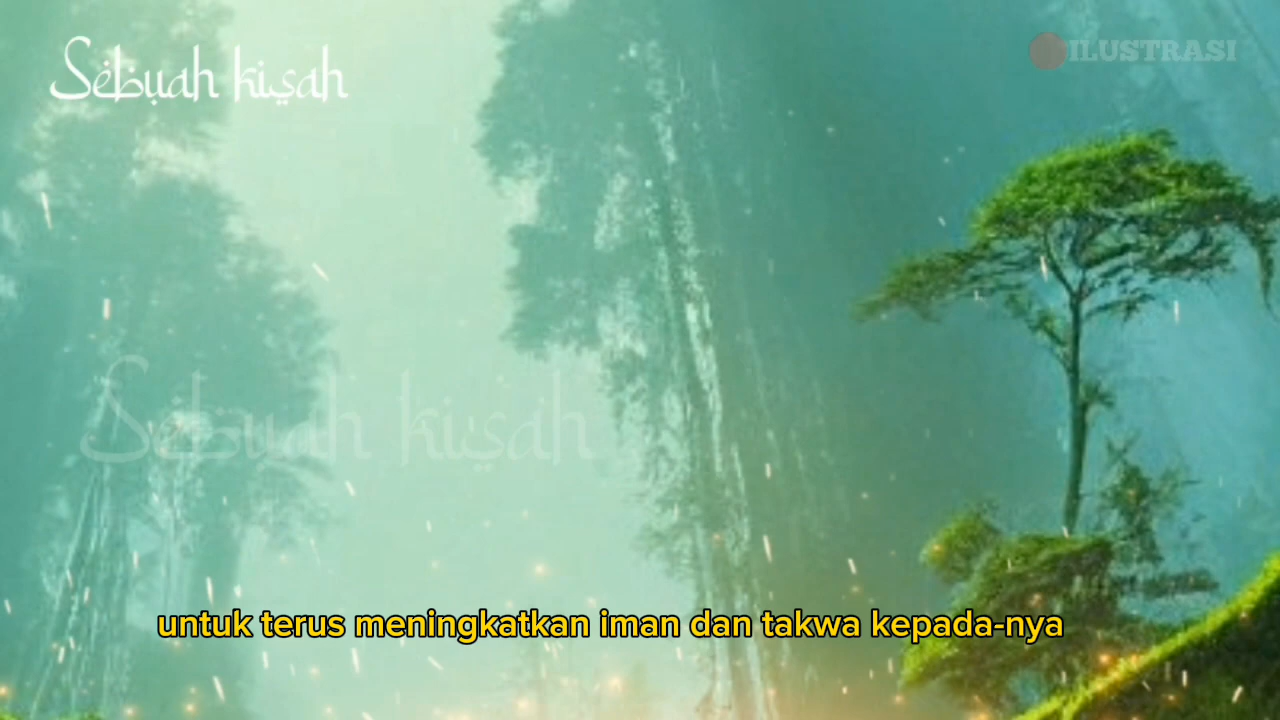 Sebuah kisah
ILUSTRASI
Sebuah kisah
untuk terus meningkatkan iman dan takwa kepada-nya